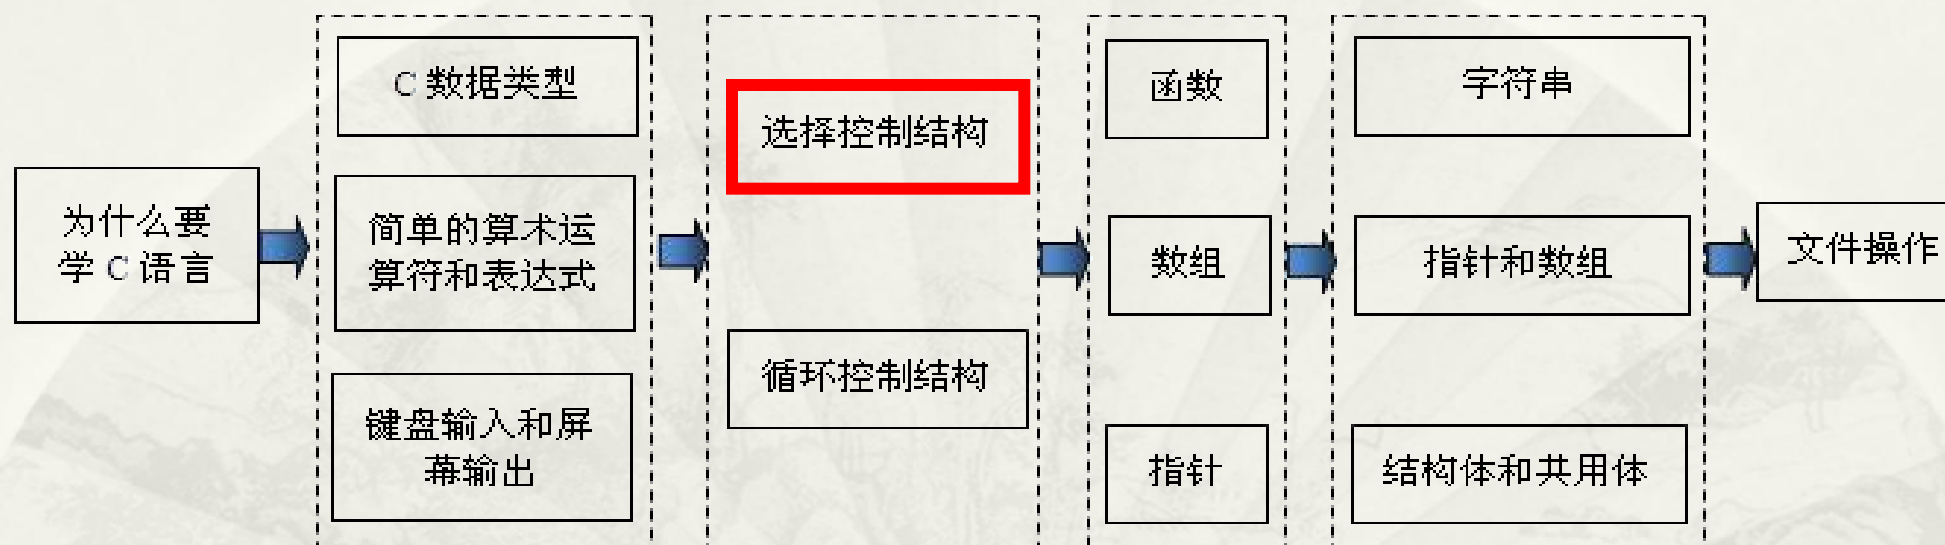 为什么要
学 C 语言
C 数据类型
简单的算术运
算符和表达式
键盘输入和屏
幕输出
选择控制结构
循环控制结构
函数
数组
指针
字符串
指针和数组
结构体和共用体
文件操作